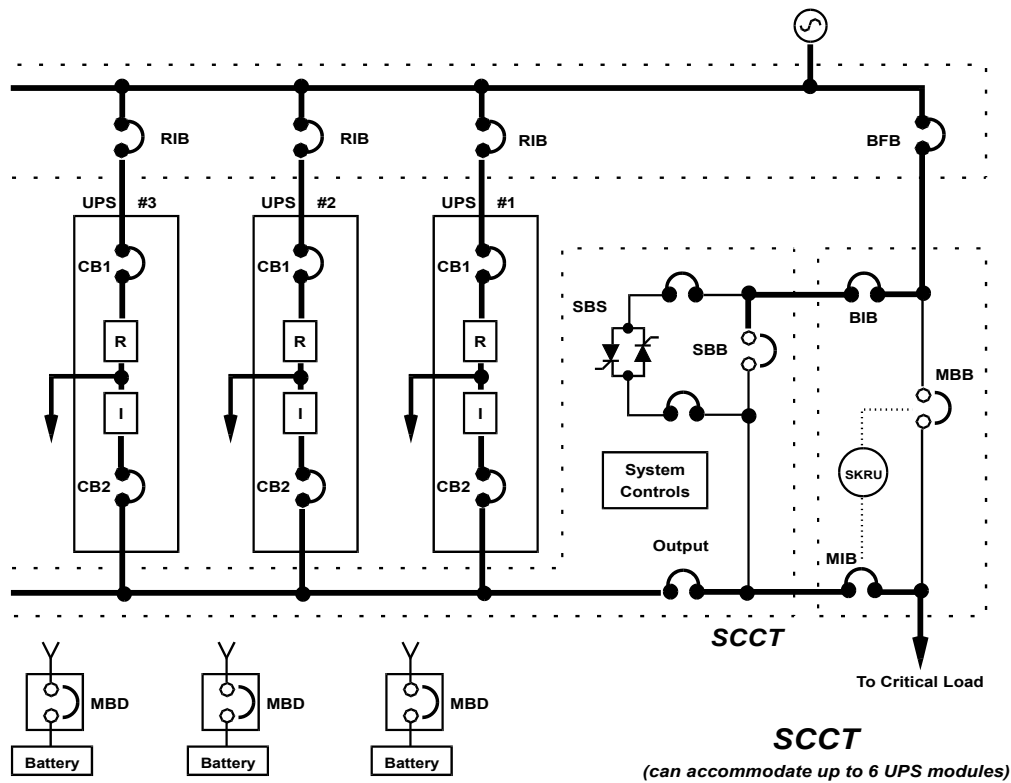 RIB
RIB
RIB
BFB
UPS #3
UPS #2
UPS #1
CB1
CB1
CB1
SBS
BIB
R
R
R
SBB
MBB
I
I
I
CB2
CB2
CB2
System
Controls
SKRU
Output
MIB
SCCT
To Critical Load
MBD
MBD
MBD
Battery
Battery
Battery
SCCT
(can accommodate up to 6 UPS modules)